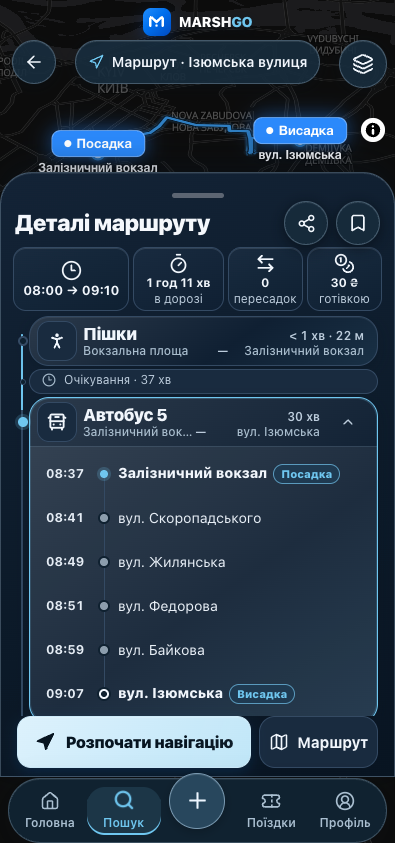 MARSHGO
Маршрут · Ізюмська вулиця
VYDUBYCHI
КИЇВ
NOVA ZABUDOVA
Посадка
Висадка
Залізничний вокзал
вул. Ізюмська
Деталі маршруту
08:00 → 09:10
1 год 11 хв
в дорозі
0
пересадок
30 ₴
готівкою
Пішки
< 1 хв · 22 м
Вокзальна площа — Залізничний вокзал
Очікування · 37 хв
Автобус 5
30 хв
Залізничний вок... — вул. Ізюмська
08:37 Залізничний вокзал Посадка
08:41 вул. Скоропадського
08:49 вул. Жилянська
08:51 вул. Федорова
08:59 вул. Байкова
09:07 вул. Ізюмська Висадка
Розпочати навігацію
Маршрут
Головна
Пошук
Поїздки
Профіль